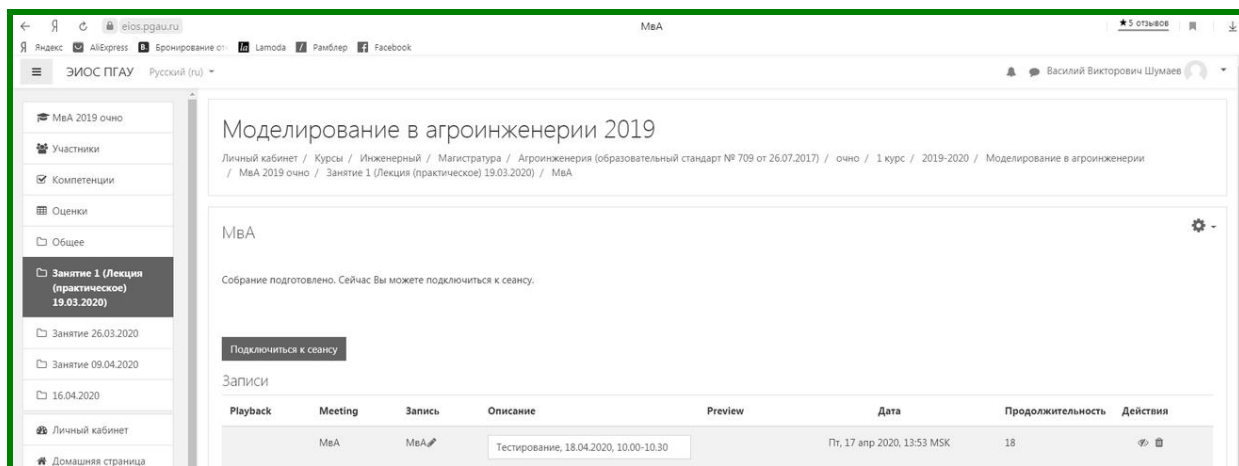 eios.pgau.ru
МвА
★5 отзывов
Яндекс AliExpress Бронирование от Lamoda Рамблер Facebook
ЭИОС ПГАУ Русский (ru)
Василий Викторович Шумаев
МвА 2019 очно
Участники
Компетенции
Оценки
Общее
Занятие 1 (Лекция
(практическое)
19.03.2020)
Занятие 26.03.2020
Занятие 09.04.2020
16.04.2020
Личный кабинет
Домашняя страница
Моделирование в агроинженерии 2019
Личный кабинет / Курсы / Инженерный / Магистратура / Агроинженерия (образовательный стандарт № 709 от 26.07.2017) / очно / 1 курс / 2019-2020 / Моделирование в агроинженерии
/ МвА 2019 очно / Занятие 1 (Лекция (практическое) 19.03.2020) / МвА
МвА
Собрание подготовлено. Сейчас Вы можете подключиться к сеансу.
Подключиться к сеансу
Записи
Playback Meeting Запись Описание Preview Дата Продолжительность Действия
МвА МвА Тестирование, 18.04.2020, 10.00-10.30 Пт, 17 апр 2020, 13:53 MSK 18